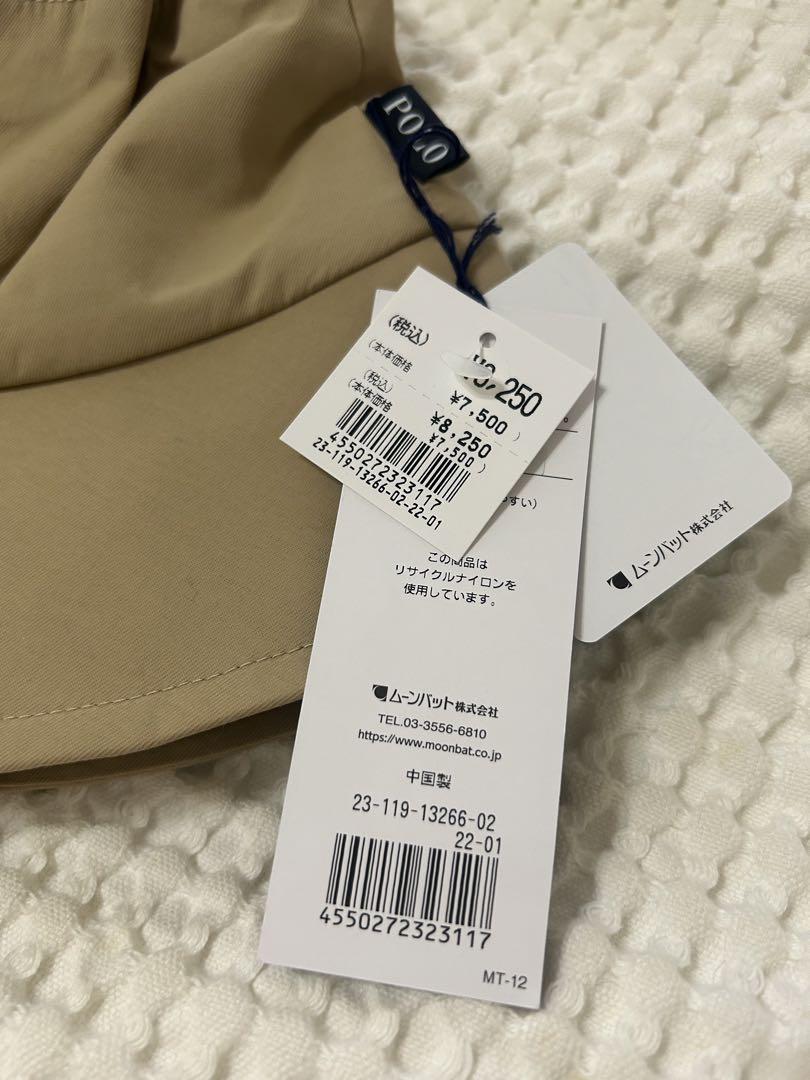 POLO
(税込)
(本体価格
¥8,250
¥7,500 )
(税込)
(本体価格
¥8,250
¥7,500 )
4550272323117
23-119-13266-02-22-01
。
やすい)
この商品は
リサイクルナイロンを
使用しています。
ムーンバット株式会社
TEL.03-3556-6810
https://www.moonbat.co.jp
中国製
23-119-13266-02
22-01
4550272323117
MT-12
ムーンバット株式会社